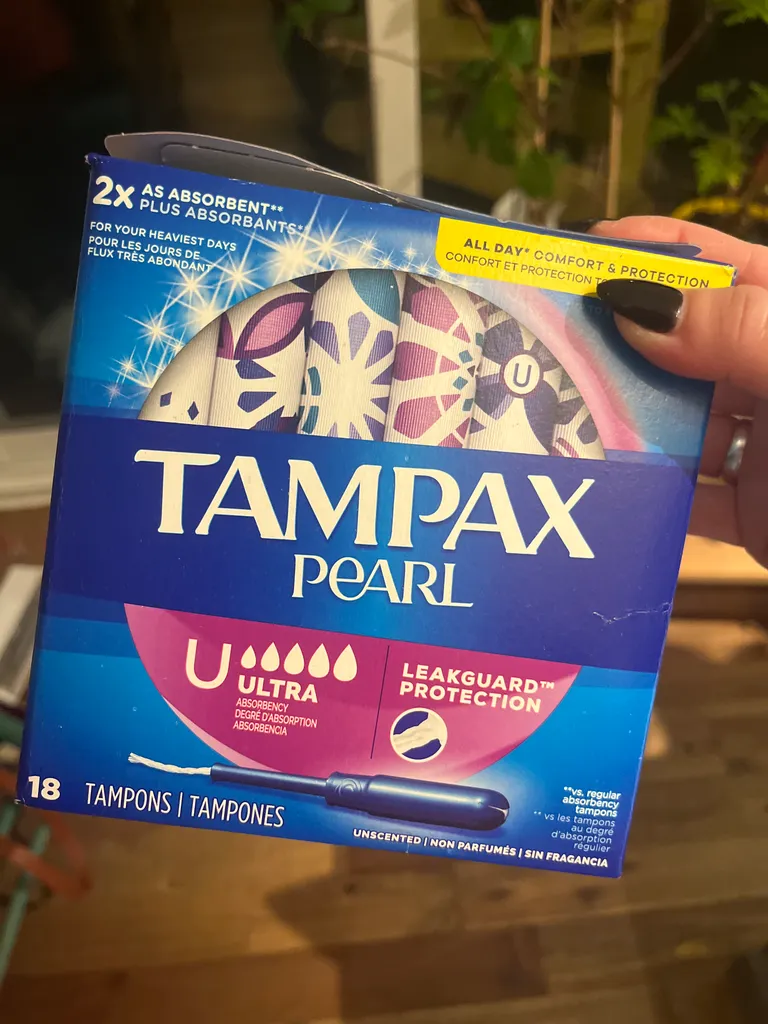 2x AS ABSORBENT**
PLUS ABSORBANTS*
FOR YOUR HEAVIEST DAYS
POUR LES JOURS DE
FLUX TRÈS ABONDANT
ALL DAY* COMFORT & PROTECTION
CONFORT ET PROTECTION
U
TAMPAX
PEARL
U
ULTRA
ABSORBENCY
DEGRÉ D'ABSORPTION
ABSORBENCIA
LEAKGUARD™
PROTECTION
18 TAMPONS | TAMPONES
UNSCENTED | NON PARFUMÉS | SIN FRAGANCIA
**vs. regular
absorbency
tampons
** vs les tampons
au degré
d'absorption
régulier